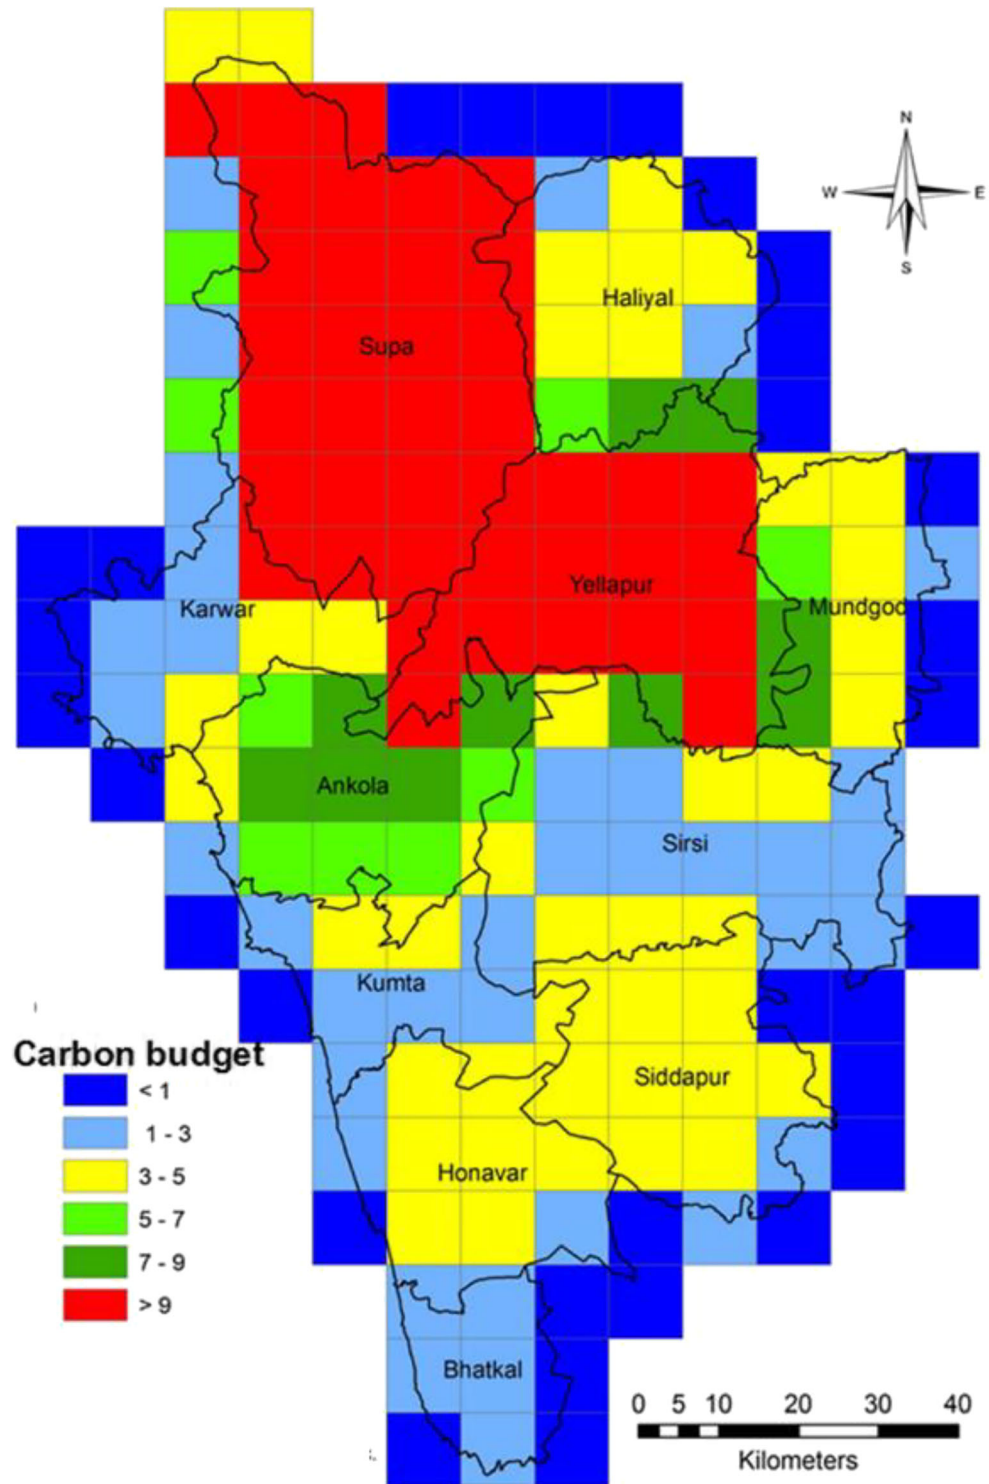 N
W E
S
Haliyal
Supa
Yellapur
Karwar
Mundgod
Ankola
Sirsi
Kumta
Siddapur
Honavar
Bhatkal
Carbon budget
< 1
1 - 3
3 - 5
5 - 7
7 - 9
> 9
0 5 10 20 30 40
Kilometers